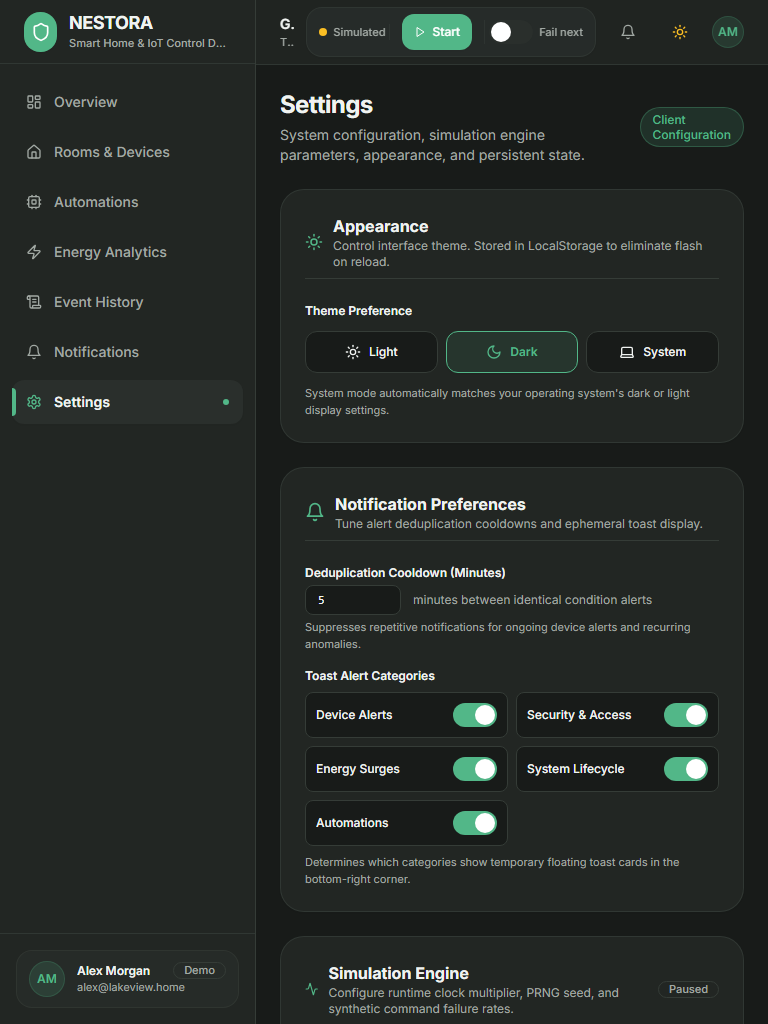 NESTORA
Smart Home & IoT Control D...
Overview
Rooms & Devices
Automations
Energy Analytics
Event History
Notifications
Settings
AM
Alex Morgan
Demo
alex@lakeview.home
G.
T..
Simulated
Start
Fail next
AM
Settings
System configuration, simulation engine
parameters, appearance, and persistent state.
Client
Configuration
Appearance
Control interface theme. Stored in LocalStorage to eliminate flash
on reload.
Theme Preference
Light
Dark
System
System mode automatically matches your operating system's dark or light
display settings.
Notification Preferences
Tune alert deduplication cooldowns and ephemeral toast display.
Deduplication Cooldown (Minutes)
5
minutes between identical condition alerts
Suppresses repetitive notifications for ongoing device alerts and recurring
anomalies.
Toast Alert Categories
Device Alerts
Security & Access
Energy Surges
System Lifecycle
Automations
Determines which categories show temporary floating toast cards in the
bottom-right corner.
Simulation Engine
Configure runtime clock multiplier, PRNG seed, and
synthetic command failure rates.
Paused